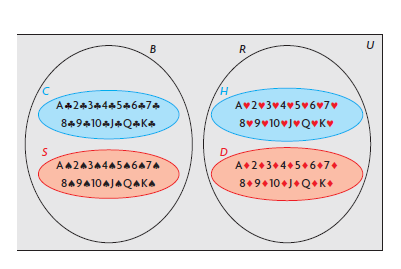 B R U
C H
A♣2♣3♣4♣5♣6♣7♣ A♥2♥3♥4♥5♥6♥7♥
8♣9♣10♣J♣Q♣K♣ 8♥9♥10♥J♥Q♥K♥
S D
A♠2♠3♠4♠5♠6♠7♠ A♦2♦3♦4♦5♦6♦7♦
8♠9♠10♠J♠Q♠K♠ 8♦9♦10♦J♦Q♦K♦